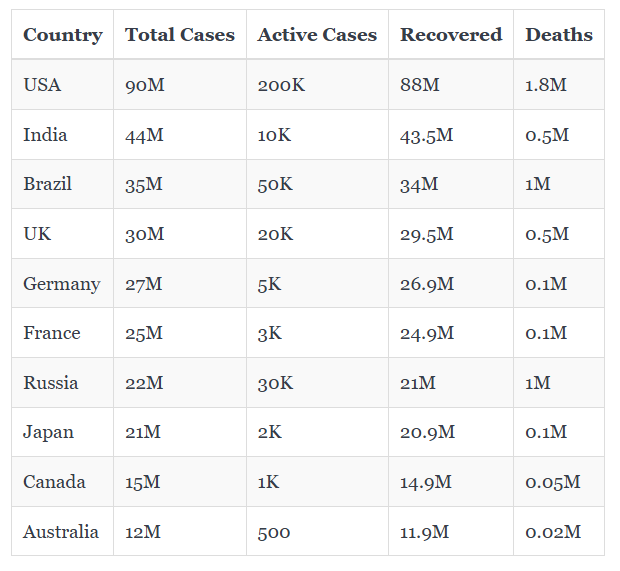 Country Total Cases Active Cases Recovered Deaths
USA 90M 200K 88M 1.8M
India 44M 10K 43.5M 0.5M
Brazil 35M 50K 34M 1M
UK 30M 20K 29.5M 0.5M
Germany 27M 5K 26.9M 0.1M
France 25M 3K 24.9M 0.1M
Russia 22M 30K 21M 1M
Japan 21M 2K 20.9M 0.1M
Canada 15M 1K 14.9M 0.05M
Australia 12M 500 11.9M 0.02M